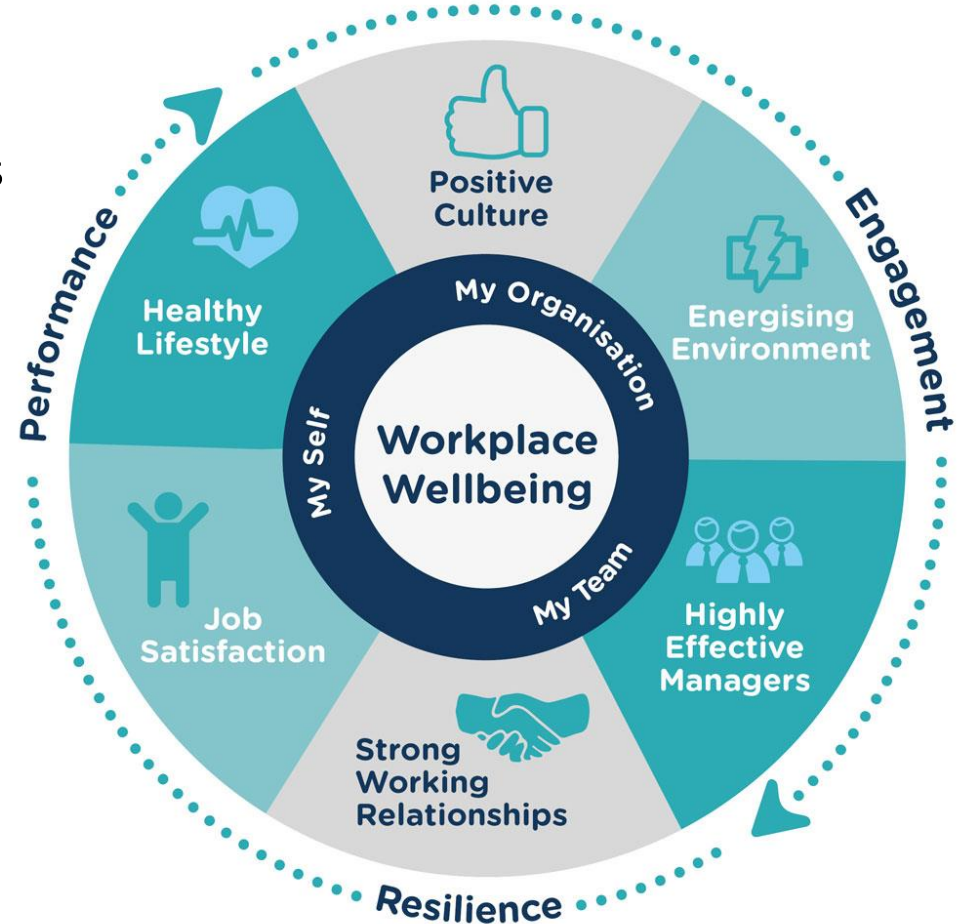 s
Positive
Culture
Energising
Environment
Highly
Effective
Managers
Strong
Working
Relationships
Job
Satisfaction
Healthy
Lifestyle
My Organisation
My Team
My Self
Workplace
Wellbeing
Performance
Engagement
Resilience